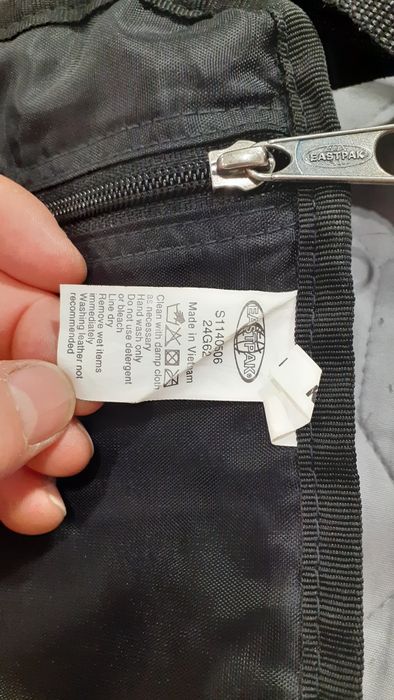 EASTPAK
EASTPAK
S1140506
24G62
Made in Vietnam
Clean with damp cloth
as necessary
Hand wash only
Do not use detergent
or bleach
Line dry
Remove wet items
immediately
Washing leather not
recommended